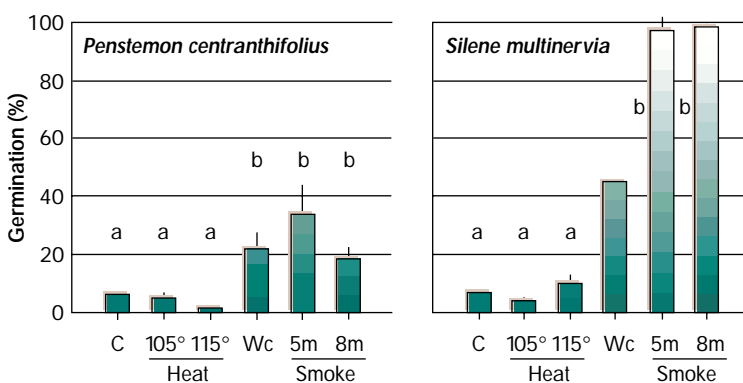 Germination (%)
100
80
60
40
20
0
Penstemon centranthifolius
a a a b b b
C 105° 115° Wc 5m 8m
Heat Smoke
Silene multinervia
a a a b b
C 105° 115° Wc 5m 8m
Heat Smoke